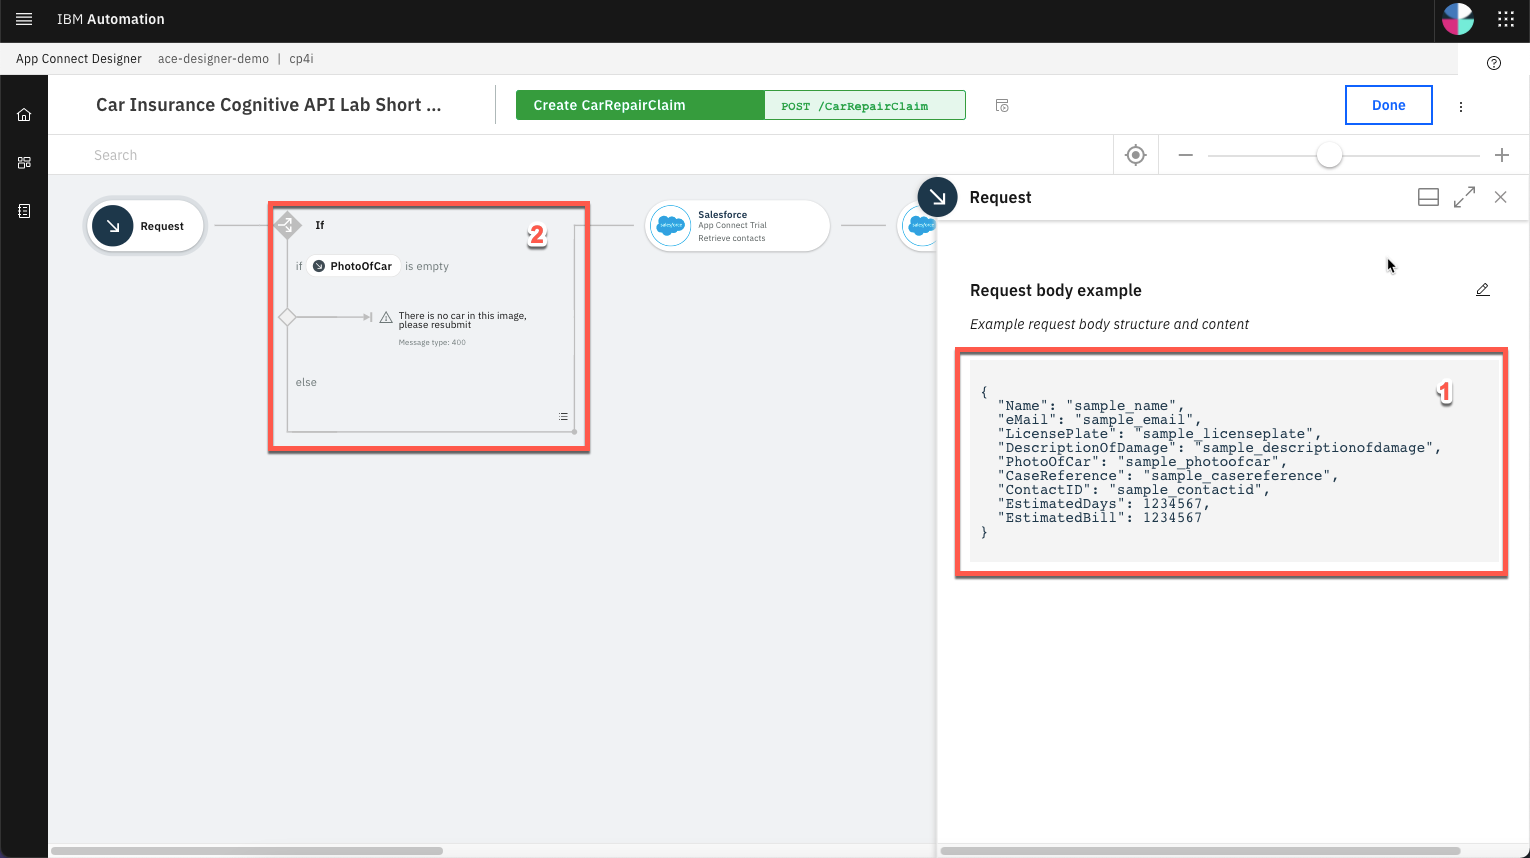 IBM Automation
App Connect Designer ace-designer-demo | cp4i
Car Insurance Cognitive API Lab Short ...
Create CarRepairClaim
POST /CarRepairClaim
Done
Search
Request
If
2
if PhotoOfCar is empty
There is no car in this image,
please resubmit
Message type: 400
else
salesforce
Salesforce
App Connect Trial
Retrieve contacts
Request
Request body example
Example request body structure and content
1
{
"Name": "sample_name",
"eMail": "sample_email",
"LicensePlate": "sample_licenseplate",
"DescriptionOfDamage": "sample_descriptionofdamage",
"PhotoOfCar": "sample_photoofcar",
"CaseReference": "sample_casereference",
"ContactID": "sample_contactid",
"EstimatedDays": 1234567,
"EstimatedBill": 1234567
}